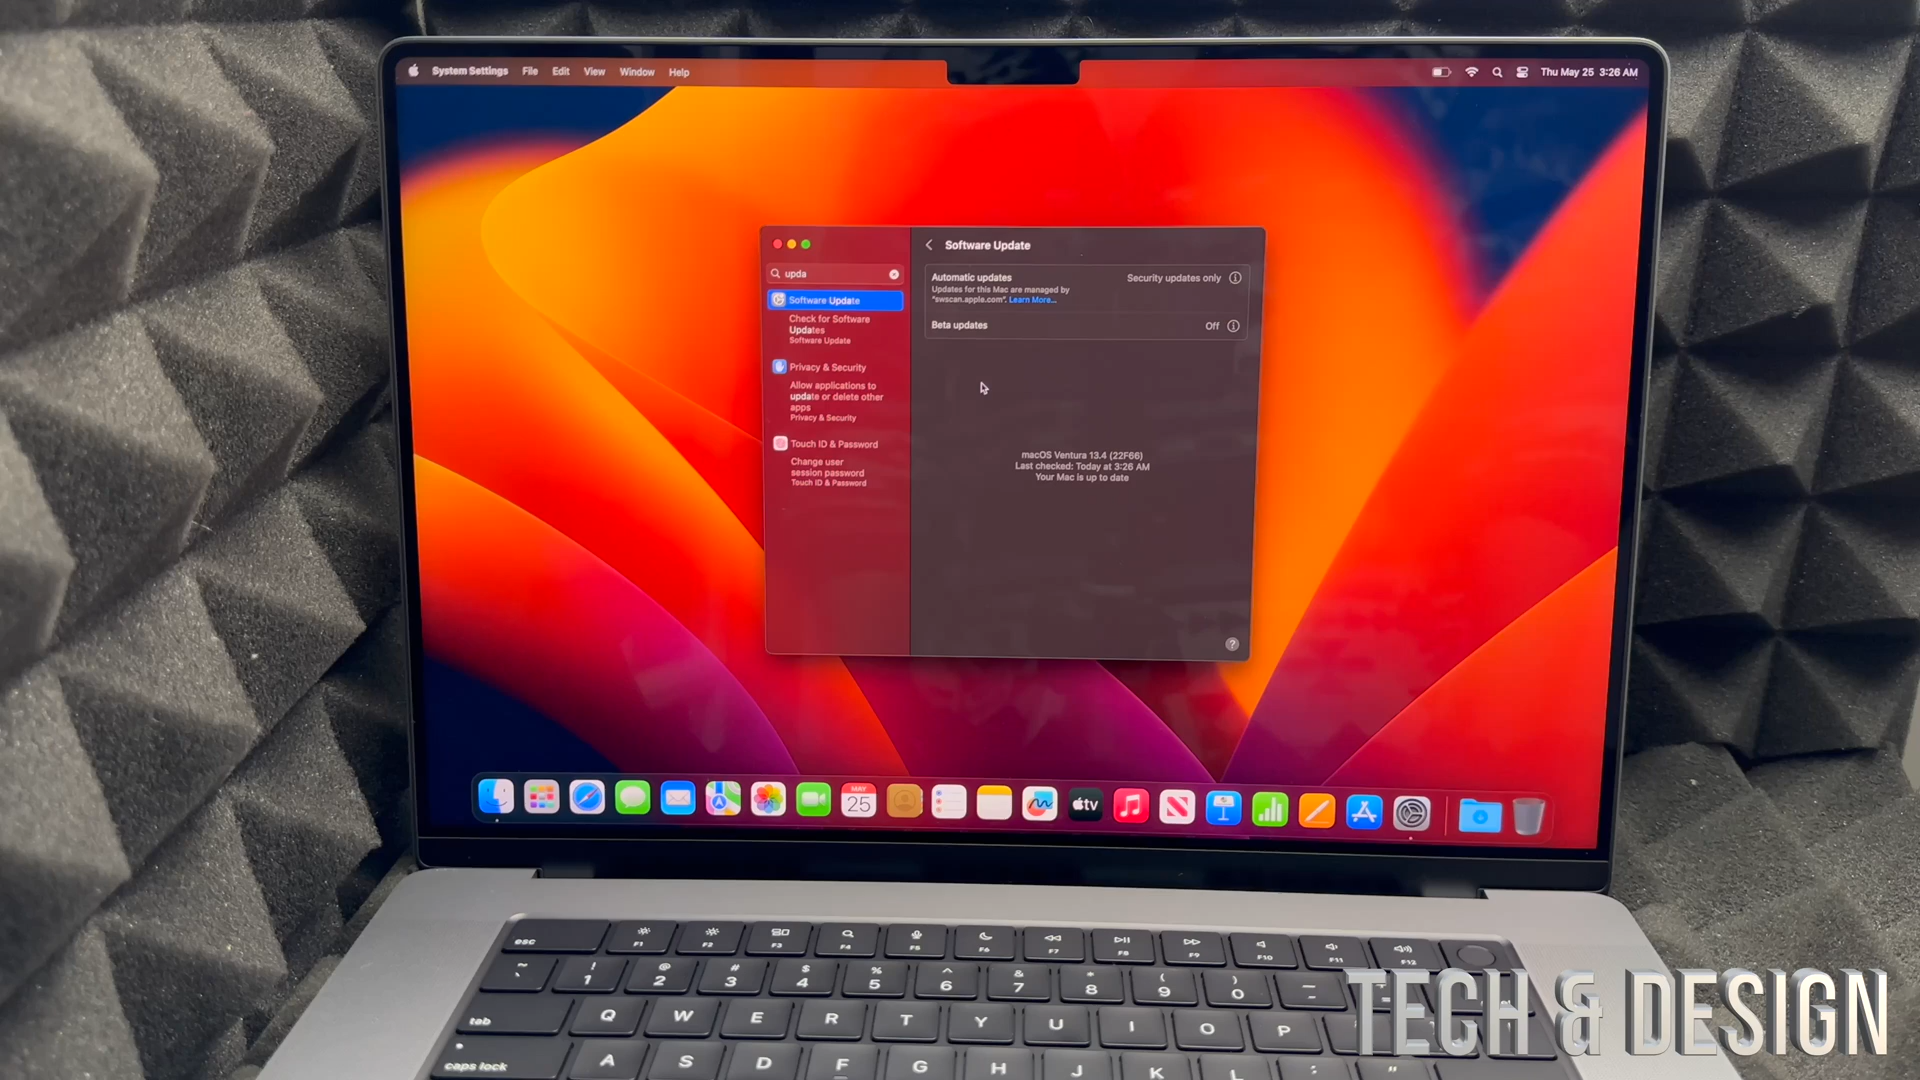 System Settings File Edit View Window Help
Thu May 25 3:26 AM
upda
Software Update
Check for Software
Updates
Software Update
Privacy & Security
Allow applications to
update or delete other
apps
Privacy & Security
Touch ID & Password
Change user
session password
Touch ID & Password
Software Update
Automatic updates
Security updates only
Updates for this Mac are managed by
"swscan.apple.com". Learn More...
Beta updates
Off
macOS Ventura 13.4 (22F66)
Last checked: Today at 3:26 AM
Your Mac is up to date
?
MAY
25
tv
esc F1 F2 F3 F4 F5 F6 F7 F8 F9 F10 F11 F12
~ ! @ # $ % ^ & * ( )
` 1 2 3 4 5 6 7 8 9 0
tab Q W E R T Y U I O P
caps lock A S D F G H J K L
TECH & DESIGN